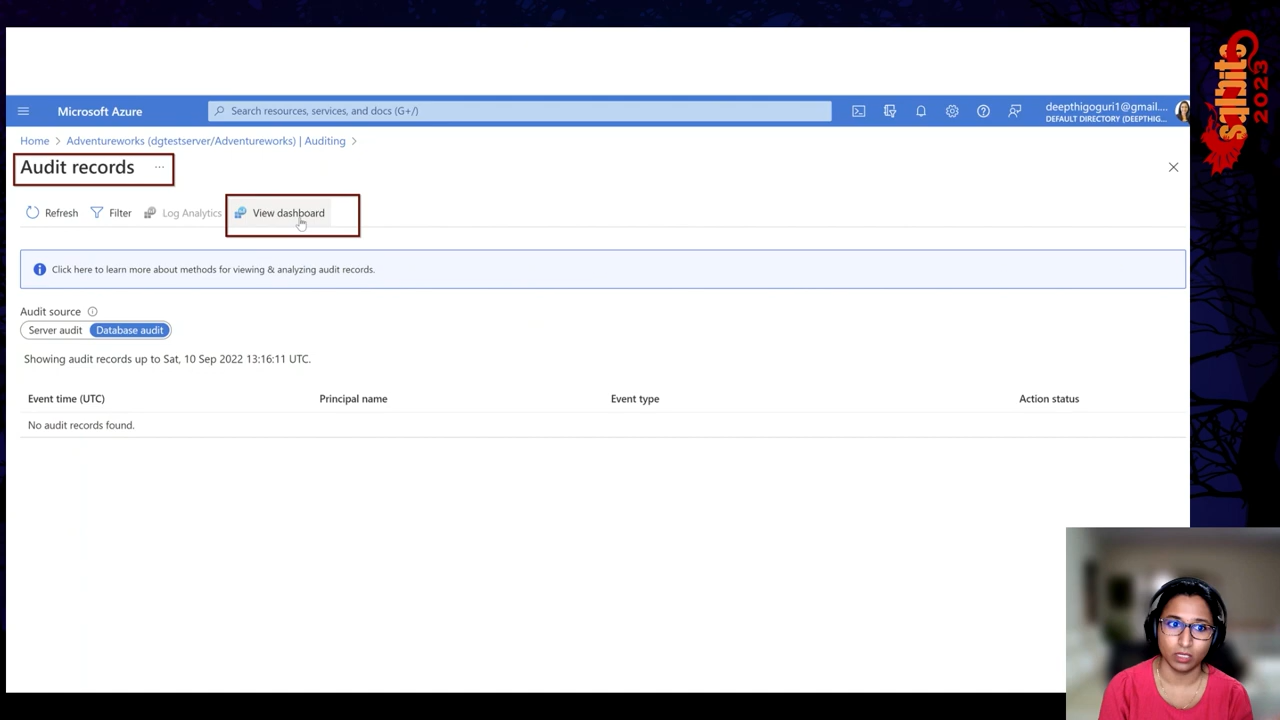 Microsoft Azure
Search resources, services, and docs (G+/)
deepthigoguri1@gmail....
DEFAULT DIRECTORY (DEEPTHIG...
Home > Adventureworks (dgtestserver/Adventureworks) | Auditing >
Audit records ...
Refresh Filter Log Analytics View dashboard
Click here to learn more about methods for viewing & analyzing audit records.
Audit source
Server audit Database audit
Showing audit records up to Sat, 10 Sep 2022 13:16:11 UTC.
Event time (UTC) Principal name Event type Action status
No audit records found.
sqlbits
2023